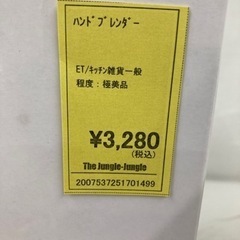 ハンドブレンダー
ET/キッチン雑貨一般
程度：極美品
¥3,280
(税込)
The Jungle-Jungle
2007537251701499